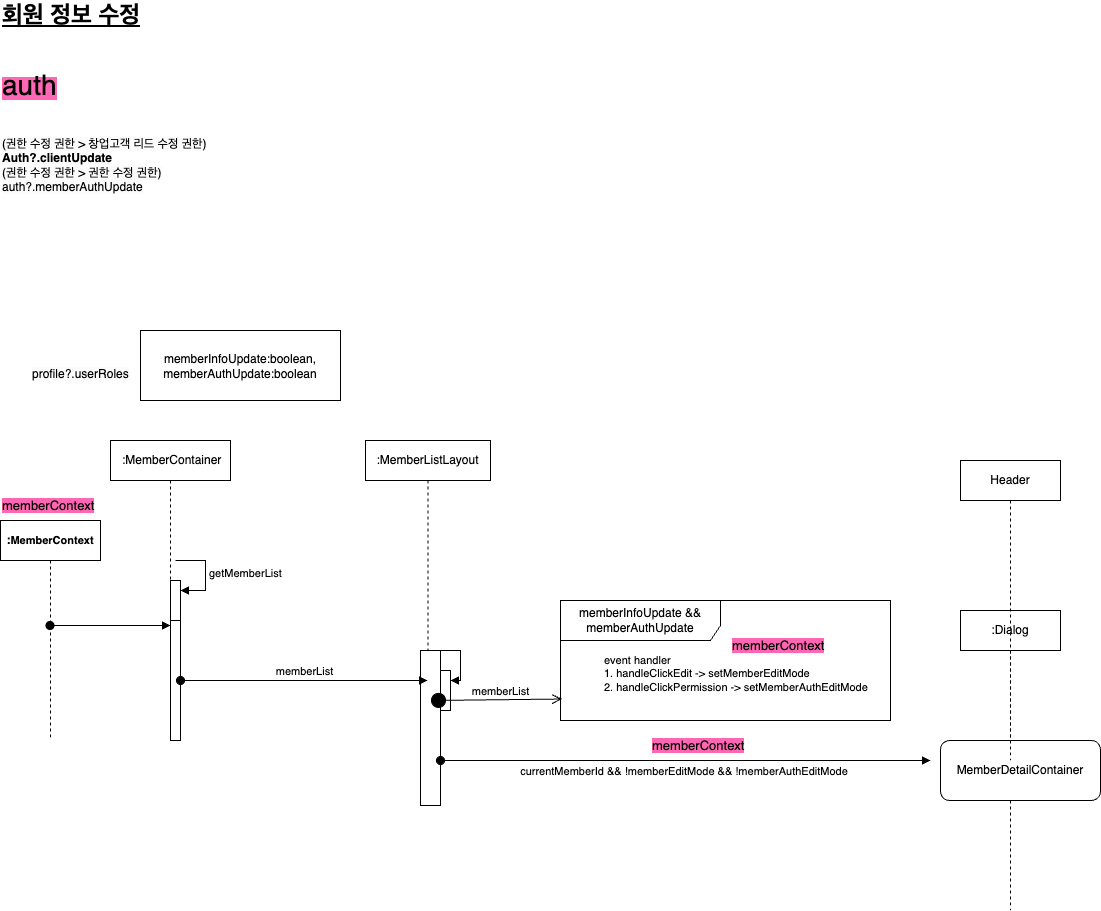 회원 정보 수정
auth
(권한 수정 권한 > 창업고객 리드 수정 권한)
Auth?.clientUpdate
(권한 수정 권한 > 권한 수정 권한)
auth?.memberAuthUpdate
memberInfoUpdate:boolean,
memberAuthUpdate:boolean
profile?.userRoles
:MemberContainer
:MemberListLayout
Header
memberContext
:MemberContext
getMemberList
memberInfoUpdate &&
memberAuthUpdate
:Dialog
memberContext
event handler
1. handleClickEdit -> setMemberEditMode
2. handleClickPermission -> setMemberAuthEditMode
memberList
memberList
memberContext
currentMemberId && !memberEditMode && !memberAuthEditMode
MemberDetailContainer